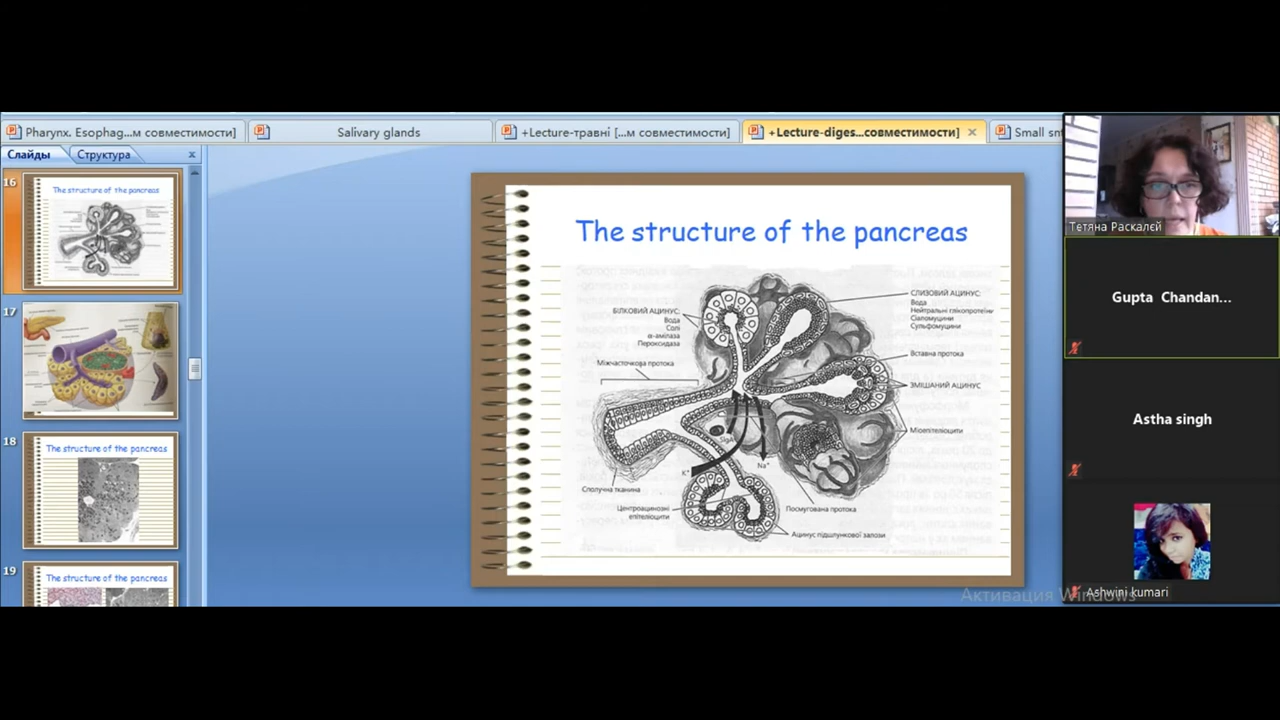 Pharynx. Esophag...м совместимости]
Salivary glands
+Lecture-травні [...м совместимости]
+Lecture-diges...совместимости]
Small snt
Слайды
Структура
16
The structure of the pancreas
17
18
The structure of the pancreas
19
The structure of the pancreas
The structure of the pancreas
БІЛКОВИЙ АЦИНУС:
Вода
Солі
α-амілаза
Пероксидаза
Міжчасточкова протока
СЛИЗОВИЙ АЦИНУС:
Вода
Нейтральні глікопротеїни
Сіаломуцини
Сульфомуцини
Вставна протока
ЗМІШАНИЙ АЦИНУС
Міоепітеліоцити
SIgA
K⁺
Na⁺
Сполучна тканина
Центроацинозні
епітеліоцити
Посмугована протока
Ацинус підшлункової залози
Тетяна Раскалєй
Gupta Chandan...
Astha singh
Ashwini kumari
Активация Windows